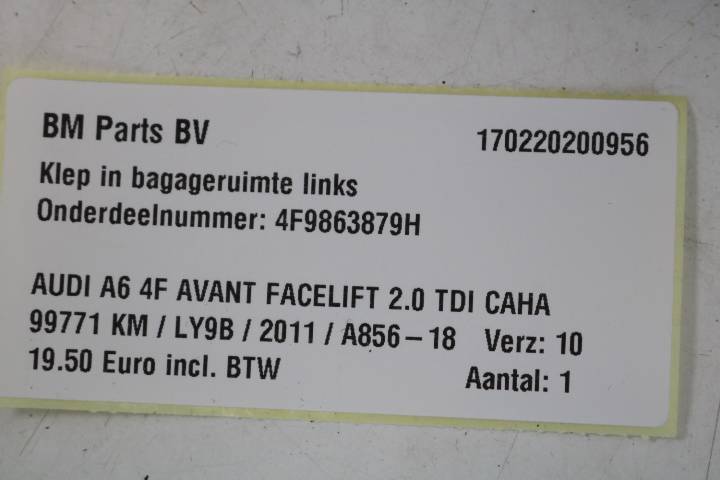 BM Parts BV 170220200956
Klep in bagageruimte links
Onderdeelnummer: 4F9863879H
AUDI A6 4F AVANT FACELIFT 2.0 TDI CAHA
99771 KM / LY9B / 2011 / A856-18 Verz: 10
19.50 Euro incl. BTW Aantal: 1